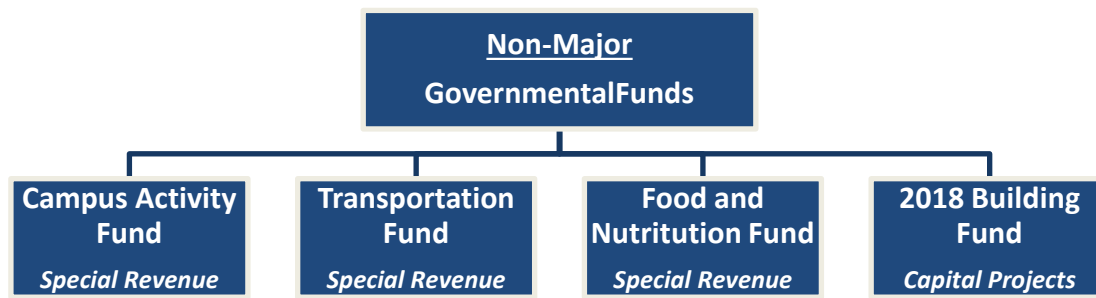 Non-Major
GovernmentalFunds
Campus Activity
Fund
Special Revenue
Transportation
Fund
Special Revenue
Food and
Nutritution Fund
Special Revenue
2018 Building
Fund
Capital Projects